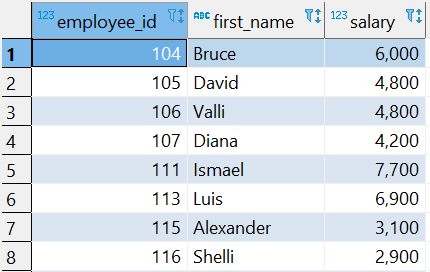 123 employee_id ABC first_name 123 salary
1 104 Bruce 6,000
2 105 David 4,800
3 106 Valli 4,800
4 107 Diana 4,200
5 111 Ismael 7,700
6 113 Luis 6,900
7 115 Alexander 3,100
8 116 Shelli 2,900